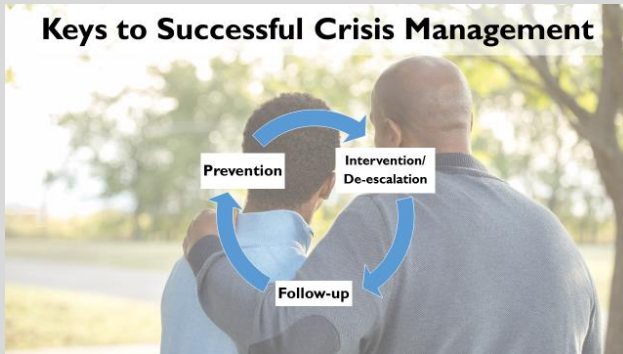 Keys to Successful Crisis Management
Prevention
Intervention/
De-escalation
Follow-up